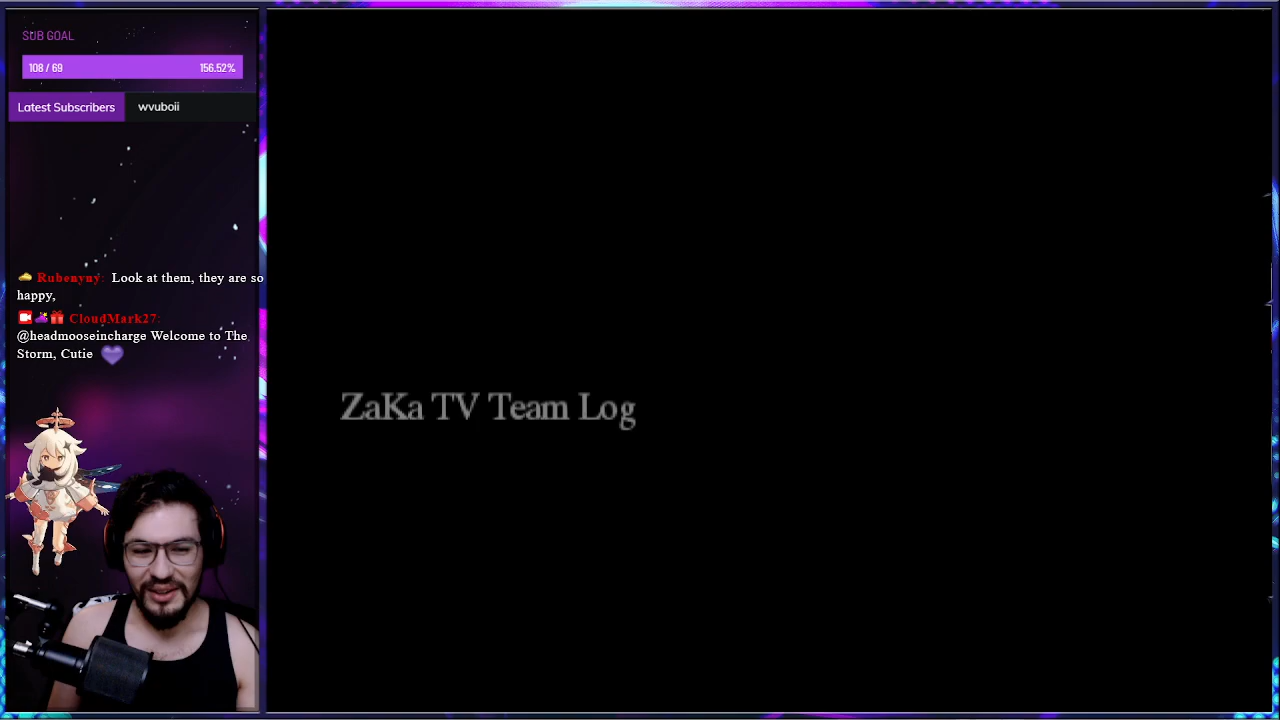 SUB GOAL
108 / 69 156.52%
Latest Subscribers wvuboii
Rubenyny: Look at them, they are so
happy,
CloudMark27:
@headmooseincharge Welcome to The
Storm, Cutie
ZaKa TV Team Log